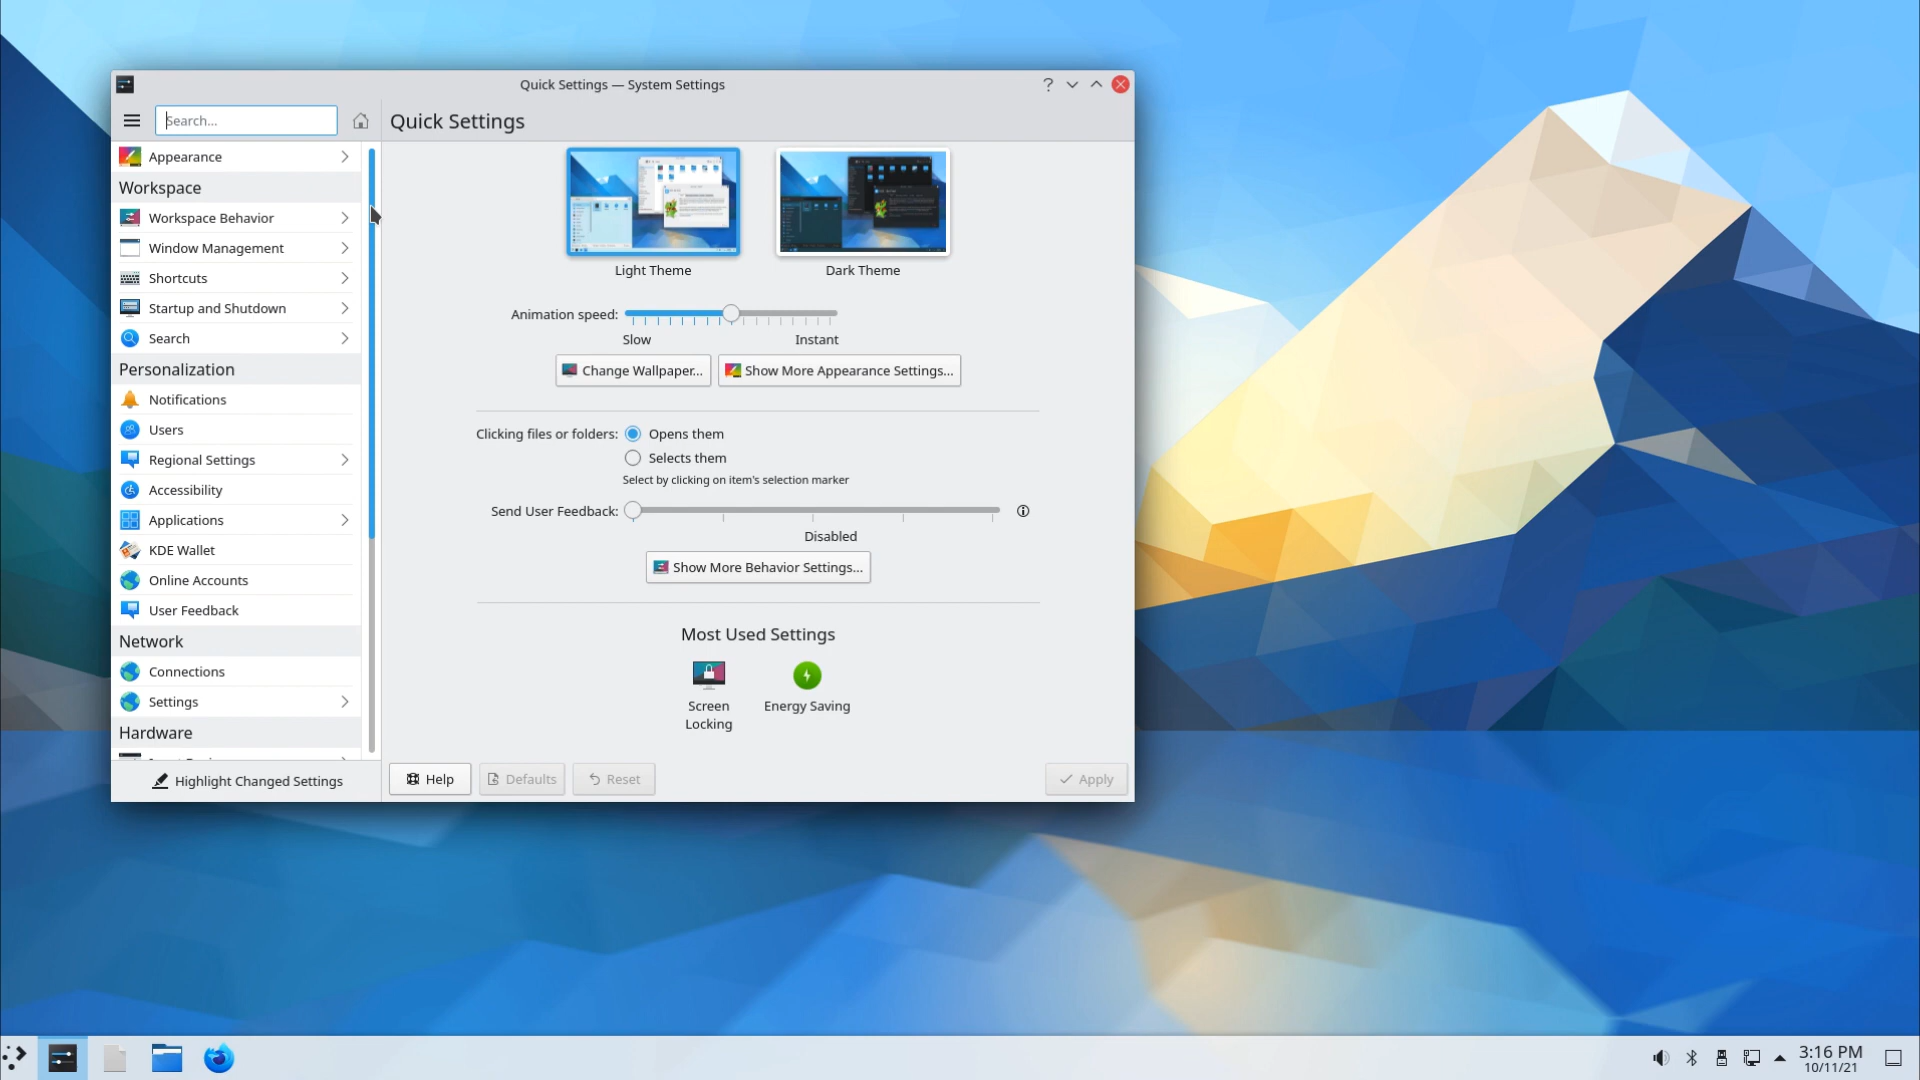 Quick Settings — System Settings
?
Search...
Quick Settings
Appearance
Workspace
Workspace Behavior
Window Management
Shortcuts
Startup and Shutdown
Search
Personalization
Notifications
Users
Regional Settings
Accessibility
Applications
KDE Wallet
Online Accounts
User Feedback
Network
Connections
Settings
Hardware
Highlight Changed Settings
Light Theme
Dark Theme
Animation speed:
Slow
Instant
Change Wallpaper...
Show More Appearance Settings...
Clicking files or folders:
Opens them
Selects them
Select by clicking on item's selection marker
Send User Feedback:
Disabled
Show More Behavior Settings...
Most Used Settings
Screen
Locking
Energy Saving
Help
Defaults
Reset
Apply
3:16 PM
10/11/21